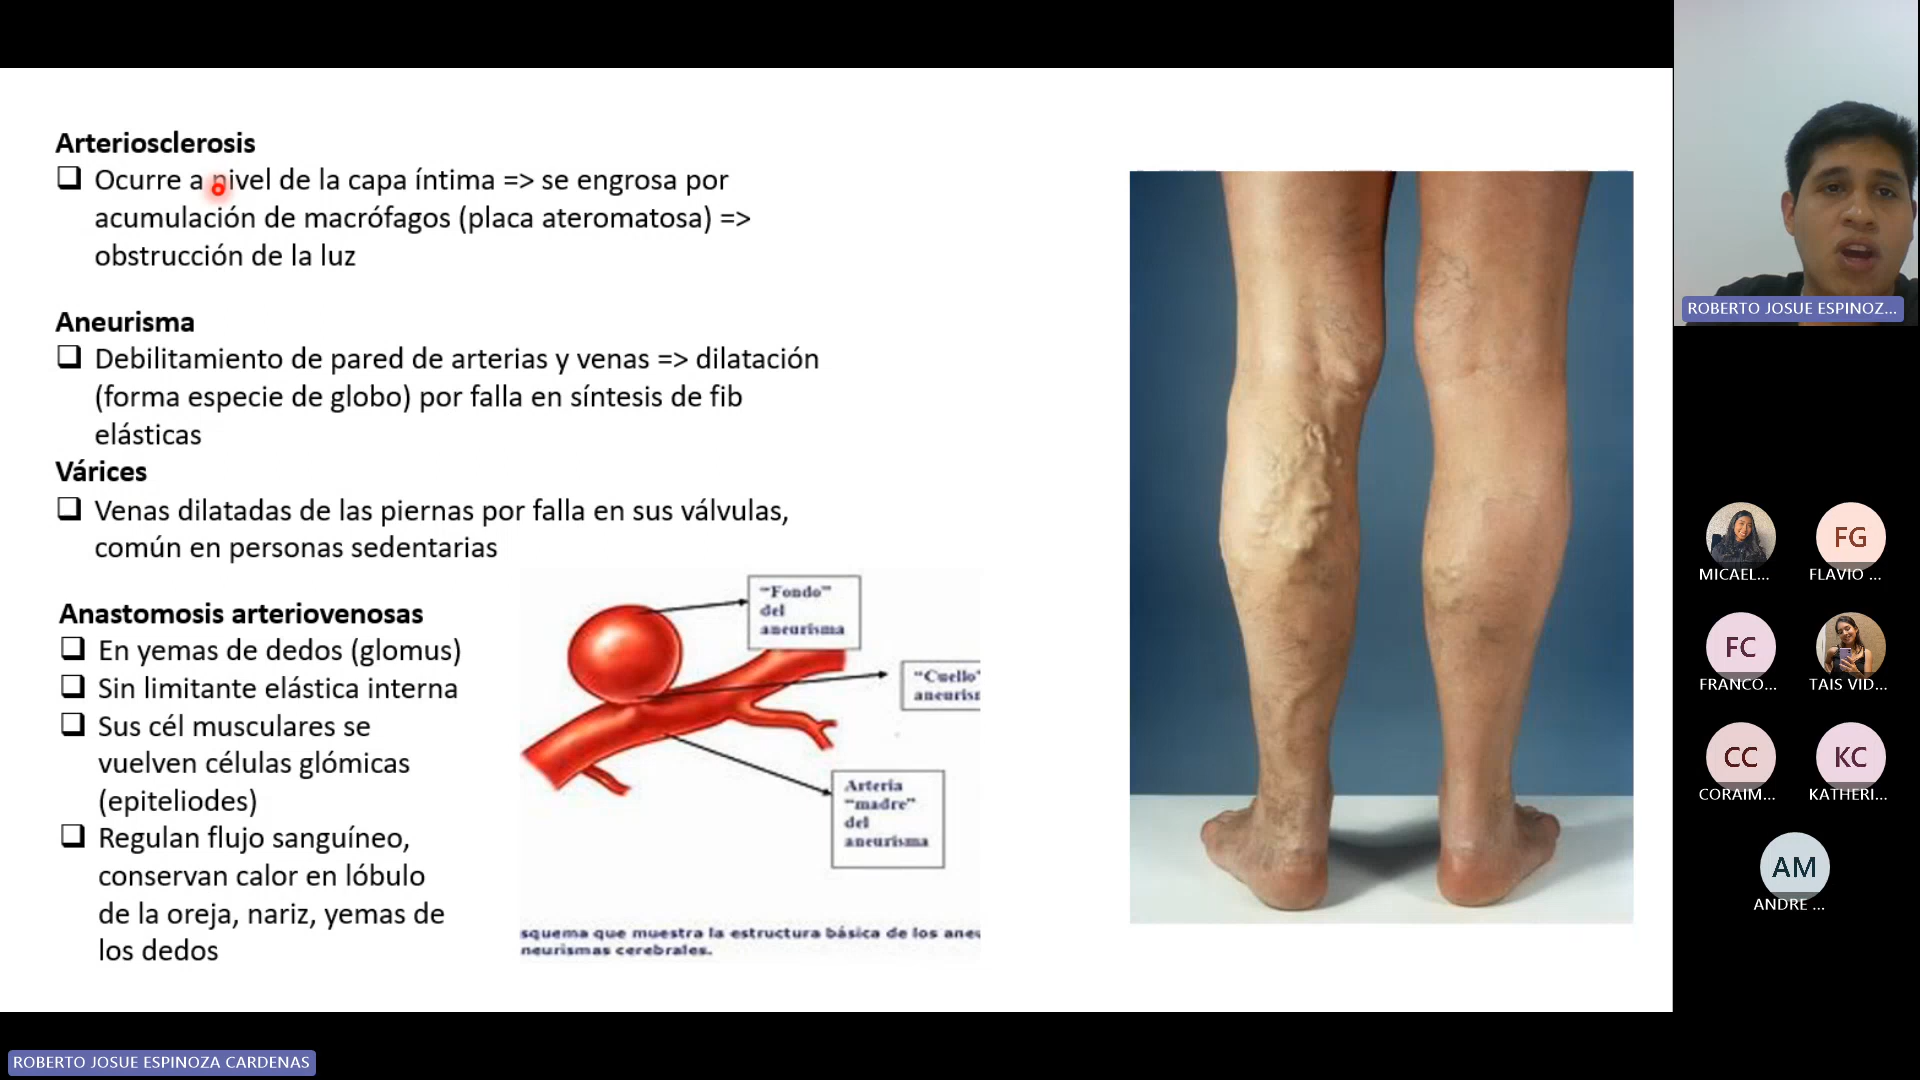 Arteriosclerosis
Ocurre a nivel de la capa íntima => se engrosa por
acumulación de macrófagos (placa ateromatosa) =>
obstrucción de la luz
Aneurisma
Debilitamiento de pared de arterias y venas => dilatación
(forma especie de globo) por falla en síntesis de fib
elásticas
Várices
Venas dilatadas de las piernas por falla en sus válvulas,
común en personas sedentarias
Anastomosis arteriovenosas
En yemas de dedos (glomus)
Sin limitante elástica interna
Sus cél musculares se
vuelven células glómicas
(epiteliodes)
Regulan flujo sanguíneo,
conservan calor en lóbulo
de la oreja, nariz, yemas de
los dedos
"Fondo"
del
aneurisma
"Cuello"
aneuris
Arteria
"madre"
del
aneurisma
squema que muestra la estructura básica de los ane
neurismas cerebrales.
ROBERTO JOSUE ESPINOZ...
MICAEL...
FG
FLAVIO ...
FC
FRANCO...
TAIS VID...
CC
CORAIM...
KC
KATHERI...
AM
ANDRE ...
ROBERTO JOSUE ESPINOZA CARDENAS